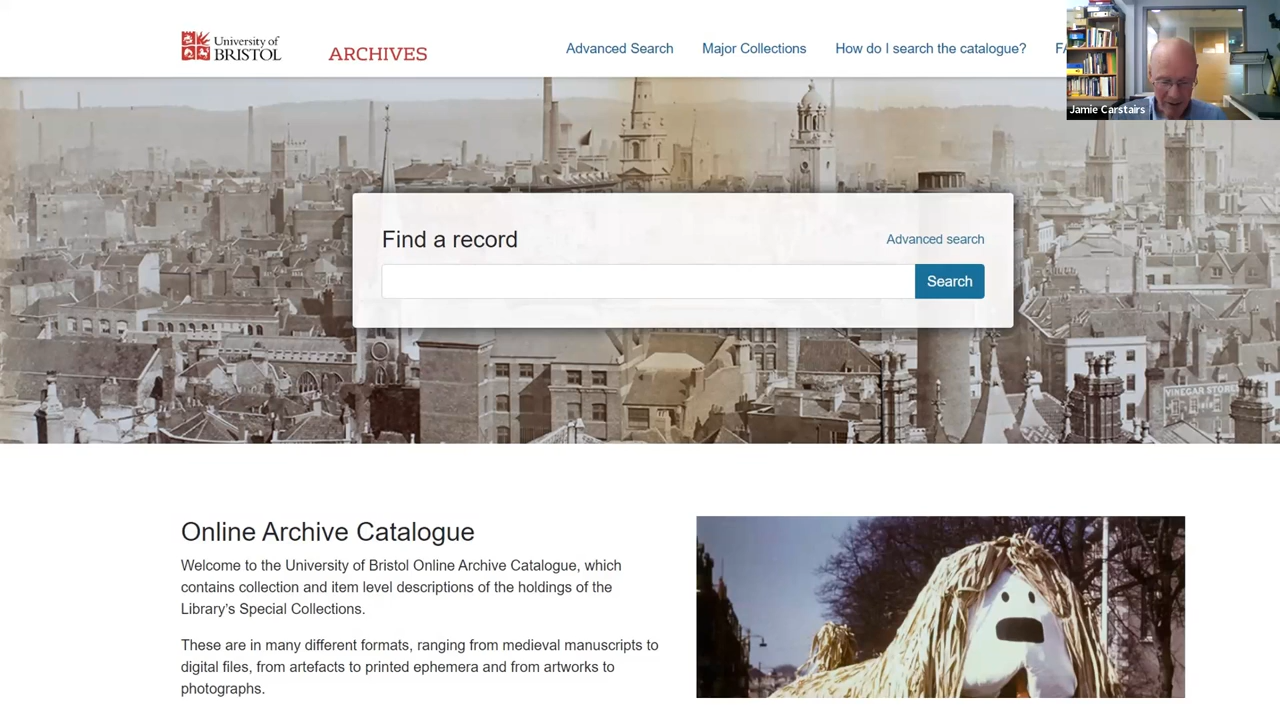 University of
BRISTOL
ARCHIVES
Advanced Search
Major Collections
How do I search the catalogue?
Jamie Carstairs
Find a record
Advanced search
Search
VINEGAR STORES
Online Archive Catalogue
Welcome to the University of Bristol Online Archive Catalogue, which
contains collection and item level descriptions of the holdings of the
Library's Special Collections.
These are in many different formats, ranging from medieval manuscripts to
digital files, from artefacts to printed ephemera and from artworks to
photographs.